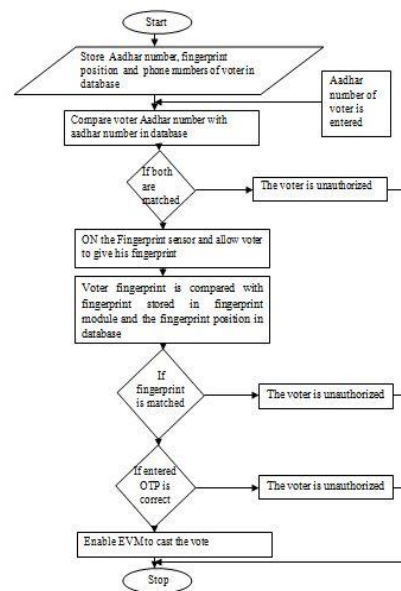 Start
Store Aadhar number, fingerprint
position and phone numbers of voter in
database
Aadhar
number of
voter is
entered
Compare voter Aadhar number with
aadhar number in database
If both
are
matched
The voter is unauthorized
ON the Fingerprint sensor and allow voter
to give his fingerprint
Voter fingerprint is compared with
fingerprint stored in fingerprint
module and the fingerprint position in
database
If
fingerprint
is matched
The voter is unauthorized
If entered
OTP is
correct
The voter is unauthorized
Enable EVM to cast the vote
Stop